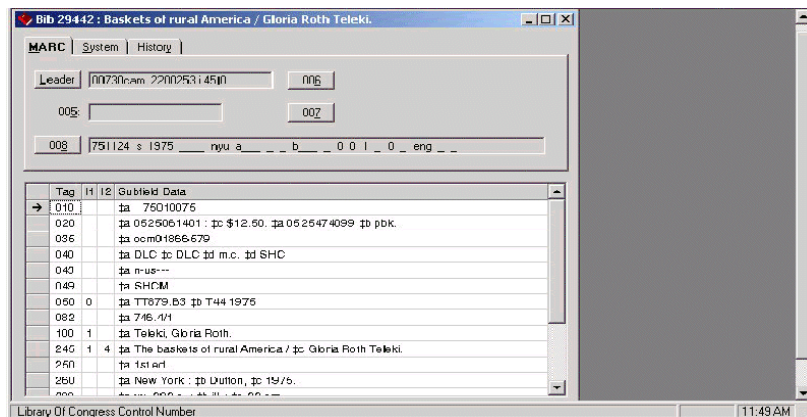 Bib 29442 : Baskets of rural America / Gloria Roth Teleki.
MARC System History
Leader 00730cam 2200253 i 4500 006
005: 007
008 751124 s 1975 ____ nyu a___ _ _ b___ _ 0 0 1 _ 0 _ eng _ _
Tag I1 I2 Subfield Data
010 ‡a 75010075
020 ‡a 0525061401 : ‡c $12.50. ‡a 0525474099 ‡b pbk.
035 ‡a ocm01866579
040 ‡a DLC ‡c DLC ‡d m.c. ‡d SHC
043 ‡a n-us---
049 ‡a SHCM
050 0 ‡a TT879.B3 ‡b T44 1975
082 ‡a 746.4/1
100 1 ‡a Teleki, Gloria Roth.
245 1 4 ‡a The baskets of rural America / ‡c Gloria Roth Teleki.
250 ‡a 1st ed.
260 ‡a New York : ‡b Dutton, ‡c 1975.
Library Of Congress Control Number 11:49 AM